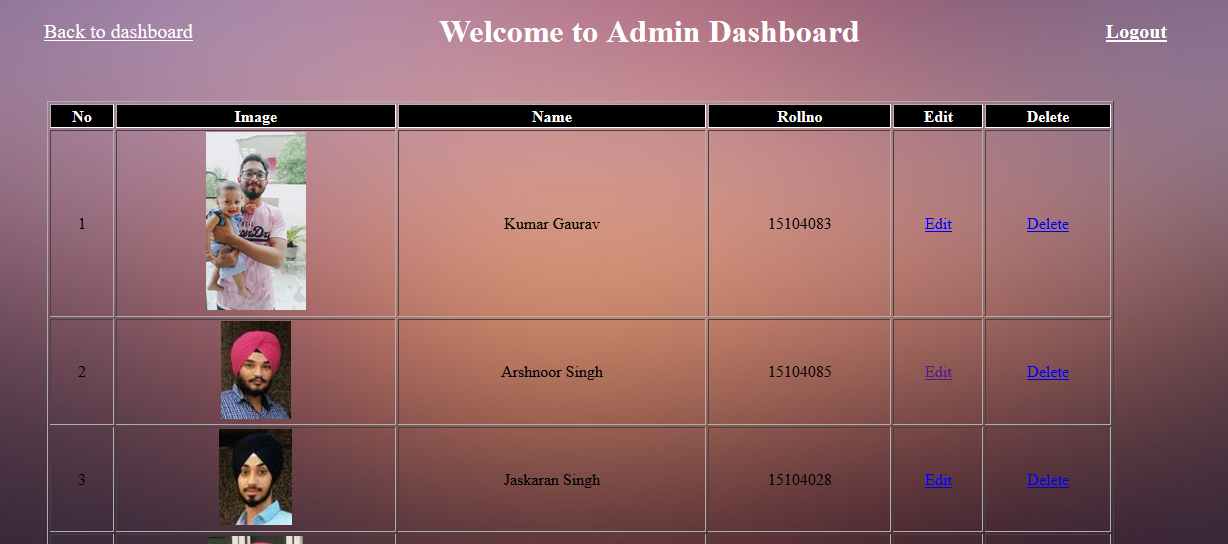 Back to dashboard Welcome to Admin Dashboard Logout
No Image Name Rollno Edit Delete
1 Kumar Gaurav 15104083 Edit Delete
2 Arshnoor Singh 15104085 Edit Delete
3 Jaskaran Singh 15104028 Edit Delete